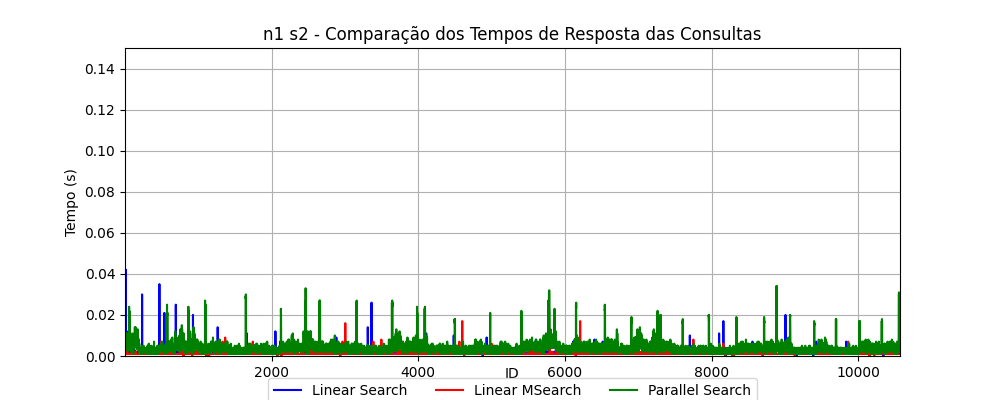 n1 s2 - Comparação dos Tempos de Resposta das Consultas
Tempo (s)
0.14
0.12
0.10
0.08
0.06
0.04
0.02
0.00
2000 4000 6000 8000 10000
ID
Linear Search Linear MSearch Parallel Search